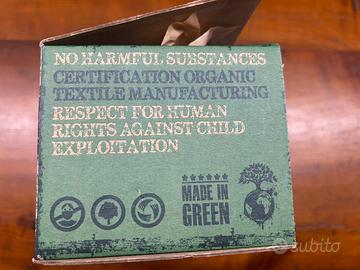 NO HARMFUL SUBSTANCES
CERTIFICATION ORGANIC
TEXTILE MANUFACTURING
RESPECT FOR HUMAN
RIGHTS AGAINST CHILD
EXPLOITATION
MADE IN
GREEN
subito